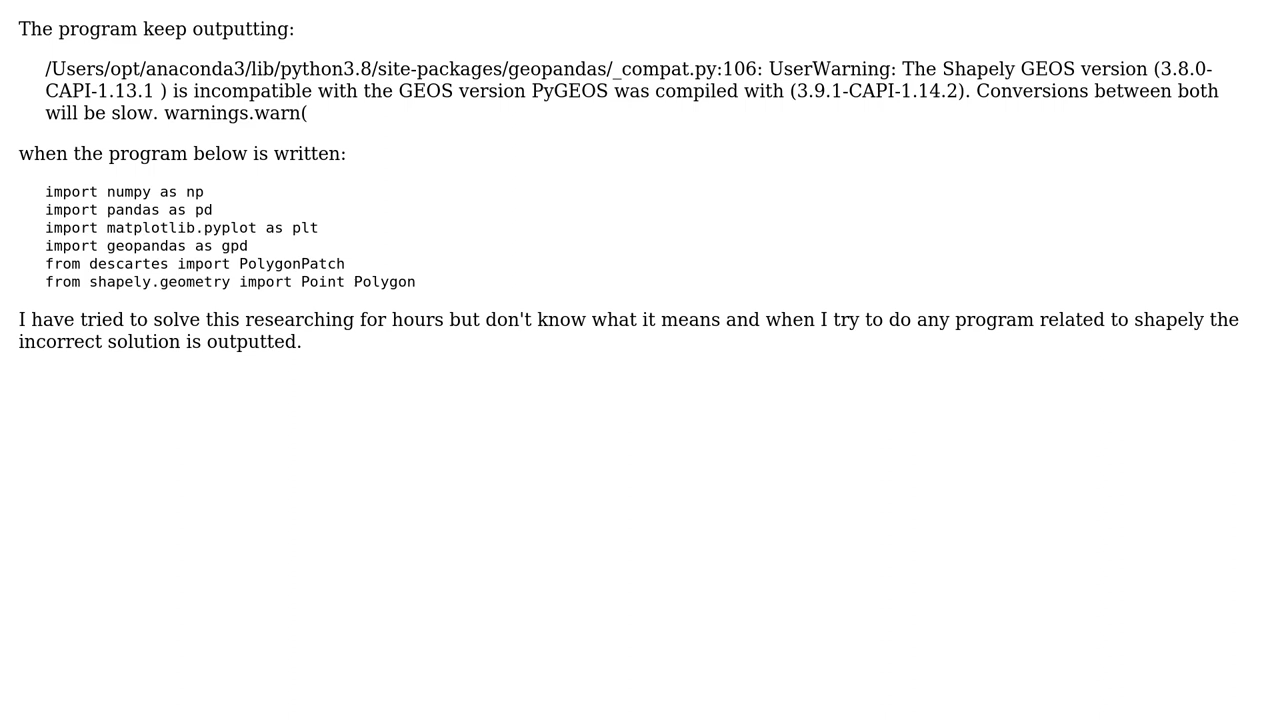 The program keep outputting:
/Users/opt/anaconda3/lib/python3.8/site-packages/geopandas/_compat.py:106: UserWarning: The Shapely GEOS version (3.8.0-
CAPI-1.13.1 ) is incompatible with the GEOS version PyGEOS was compiled with (3.9.1-CAPI-1.14.2). Conversions between both
will be slow. warnings.warn(
when the program below is written:
import numpy as np
import pandas as pd
import matplotlib.pyplot as plt
import geopandas as gpd
from descartes import PolygonPatch
from shapely.geometry import Point Polygon
I have tried to solve this researching for hours but don't know what it means and when I try to do any program related to shapely the
incorrect solution is outputted.